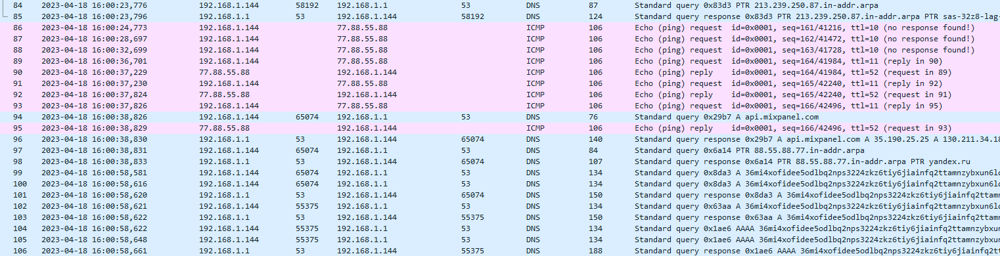 84 2023-04-18 16:00:23,776 192.168.1.144 58192 192.168.1.1 53 DNS 87 Standard query 0x83d3 PTR 213.239.250.87.in-addr.arpa
85 2023-04-18 16:00:23,796 192.168.1.1 53 192.168.1.144 58192 DNS 124 Standard query response 0x83d3 PTR 213.239.250.87.in-addr.arpa PTR sas-32z8-lag-
86 2023-04-18 16:00:24,773 192.168.1.144 77.88.55.88 ICMP 106 Echo (ping) request id=0x0001, seq=161/41216, ttl=10 (no response found!)
87 2023-04-18 16:00:28,697 192.168.1.144 77.88.55.88 ICMP 106 Echo (ping) request id=0x0001, seq=162/41472, ttl=10 (no response found!)
88 2023-04-18 16:00:32,699 192.168.1.144 77.88.55.88 ICMP 106 Echo (ping) request id=0x0001, seq=163/41728, ttl=10 (no response found!)
89 2023-04-18 16:00:36,701 192.168.1.144 77.88.55.88 ICMP 106 Echo (ping) request id=0x0001, seq=164/41984, ttl=11 (reply in 90)
90 2023-04-18 16:00:37,229 77.88.55.88 192.168.1.144 ICMP 106 Echo (ping) reply id=0x0001, seq=164/41984, ttl=52 (request in 89)
91 2023-04-18 16:00:37,230 192.168.1.144 77.88.55.88 ICMP 106 Echo (ping) request id=0x0001, seq=165/42240, ttl=11 (reply in 92)
92 2023-04-18 16:00:37,824 77.88.55.88 192.168.1.144 ICMP 106 Echo (ping) reply id=0x0001, seq=165/42240, ttl=52 (request in 91)
93 2023-04-18 16:00:37,826 192.168.1.144 77.88.55.88 ICMP 106 Echo (ping) request id=0x0001, seq=166/42496, ttl=11 (reply in 95)
94 2023-04-18 16:00:38,826 192.168.1.144 65074 192.168.1.1 53 DNS 76 Standard query 0x29b7 A api.mixpanel.com
95 2023-04-18 16:00:38,829 77.88.55.88 192.168.1.144 ICMP 106 Echo (ping) reply id=0x0001, seq=166/42496, ttl=52 (request in 93)
96 2023-04-18 16:00:38,830 192.168.1.1 53 192.168.1.144 65074 DNS 140 Standard query response 0x29b7 A api.mixpanel.com A 35.190.25.25 A 130.211.34.18
97 2023-04-18 16:00:38,831 192.168.1.144 65074 192.168.1.1 53 DNS 84 Standard query 0x6a14 PTR 88.55.88.77.in-addr.arpa
98 2023-04-18 16:00:38,833 192.168.1.1 53 192.168.1.144 65074 DNS 107 Standard query response 0x6a14 PTR 88.55.88.77.in-addr.arpa PTR yandex.ru
99 2023-04-18 16:00:58,581 192.168.1.144 65074 192.168.1.1 53 DNS 134 Standard query 0x8da3 A 36mi4xofidee5odlbq2nps3224zkz6tiy6jiainfq2ttamnzybxun6ld
100 2023-04-18 16:00:58,616 192.168.1.144 65074 192.168.1.1 53 DNS 134 Standard query 0x8da3 A 36mi4xofidee5odlbq2nps3224zkz6tiy6jiainfq2ttamnzybxun6ld
101 2023-04-18 16:00:58,620 192.168.1.1 53 192.168.1.144 65074 DNS 150 Standard query response 0x8da3 A 36mi4xofidee5odlbq2nps3224zkz6tiy6jiainfq2ttamn
102 2023-04-18 16:00:58,621 192.168.1.144 55375 192.168.1.1 53 DNS 134 Standard query 0x63aa A 36mi4xofidee5odlbq2nps3224zkz6tiy6jiainfq2ttamnzybxun6ld
103 2023-04-18 16:00:58,622 192.168.1.1 53 192.168.1.144 55375 DNS 150 Standard query response 0x63aa A 36mi4xofidee5odlbq2nps3224zkz6tiy6jiainfq2ttamn
104 2023-04-18 16:00:58,622 192.168.1.144 55375 192.168.1.1 53 DNS 134 Standard query 0x1ae6 AAAA 36mi4xofidee5odlbq2nps3224zkz6tiy6jiainfq2ttamnzybxun
105 2023-04-18 16:00:58,648 192.168.1.144 55375 192.168.1.1 53 DNS 134 Standard query 0x1ae6 AAAA 36mi4xofidee5odlbq2nps3224zkz6tiy6jiainfq2ttamnzybxun
106 2023-04-18 16:00:58,661 192.168.1.1 53 192.168.1.144 55375 DNS 188 Standard query response 0x1ae6 AAAA 36mi4xofidee5odlbq2nps3224zkz6tiy6jiainfq2tt